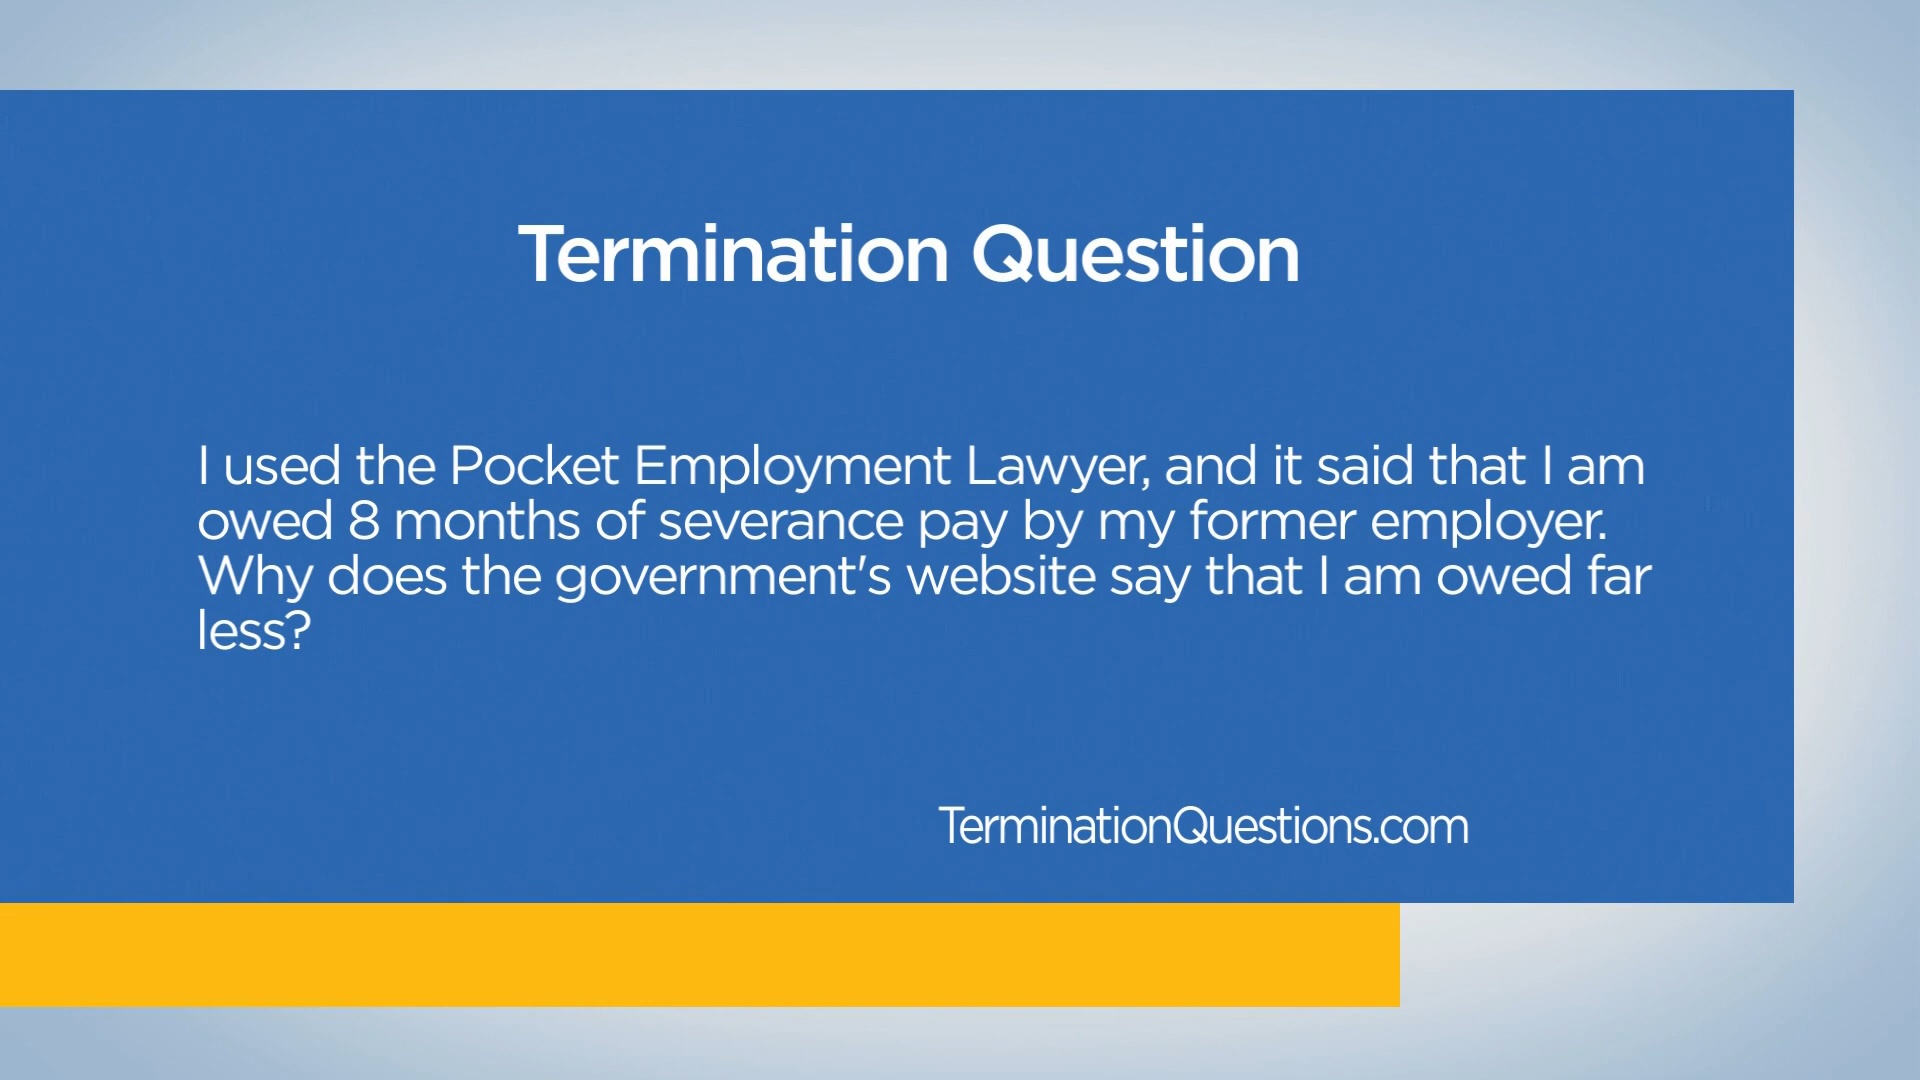 Termination Question
I used the Pocket Employment Lawyer, and it said that I am
owed 8 months of severance pay by my former employer.
Why does the government's website say that I am owed far
less?
TerminationQuestions.com